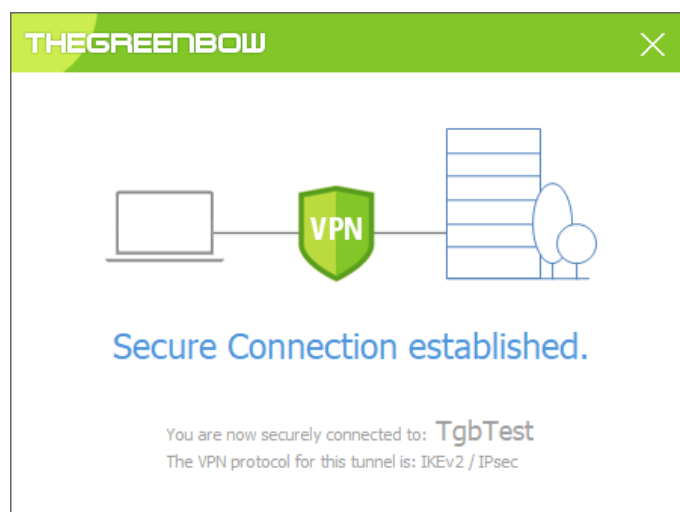 THEGREENBOW
VPN
Secure Connection established.
You are now securely connected to: TgbTest
The VPN protocol for this tunnel is: IKEv2 / IPsec